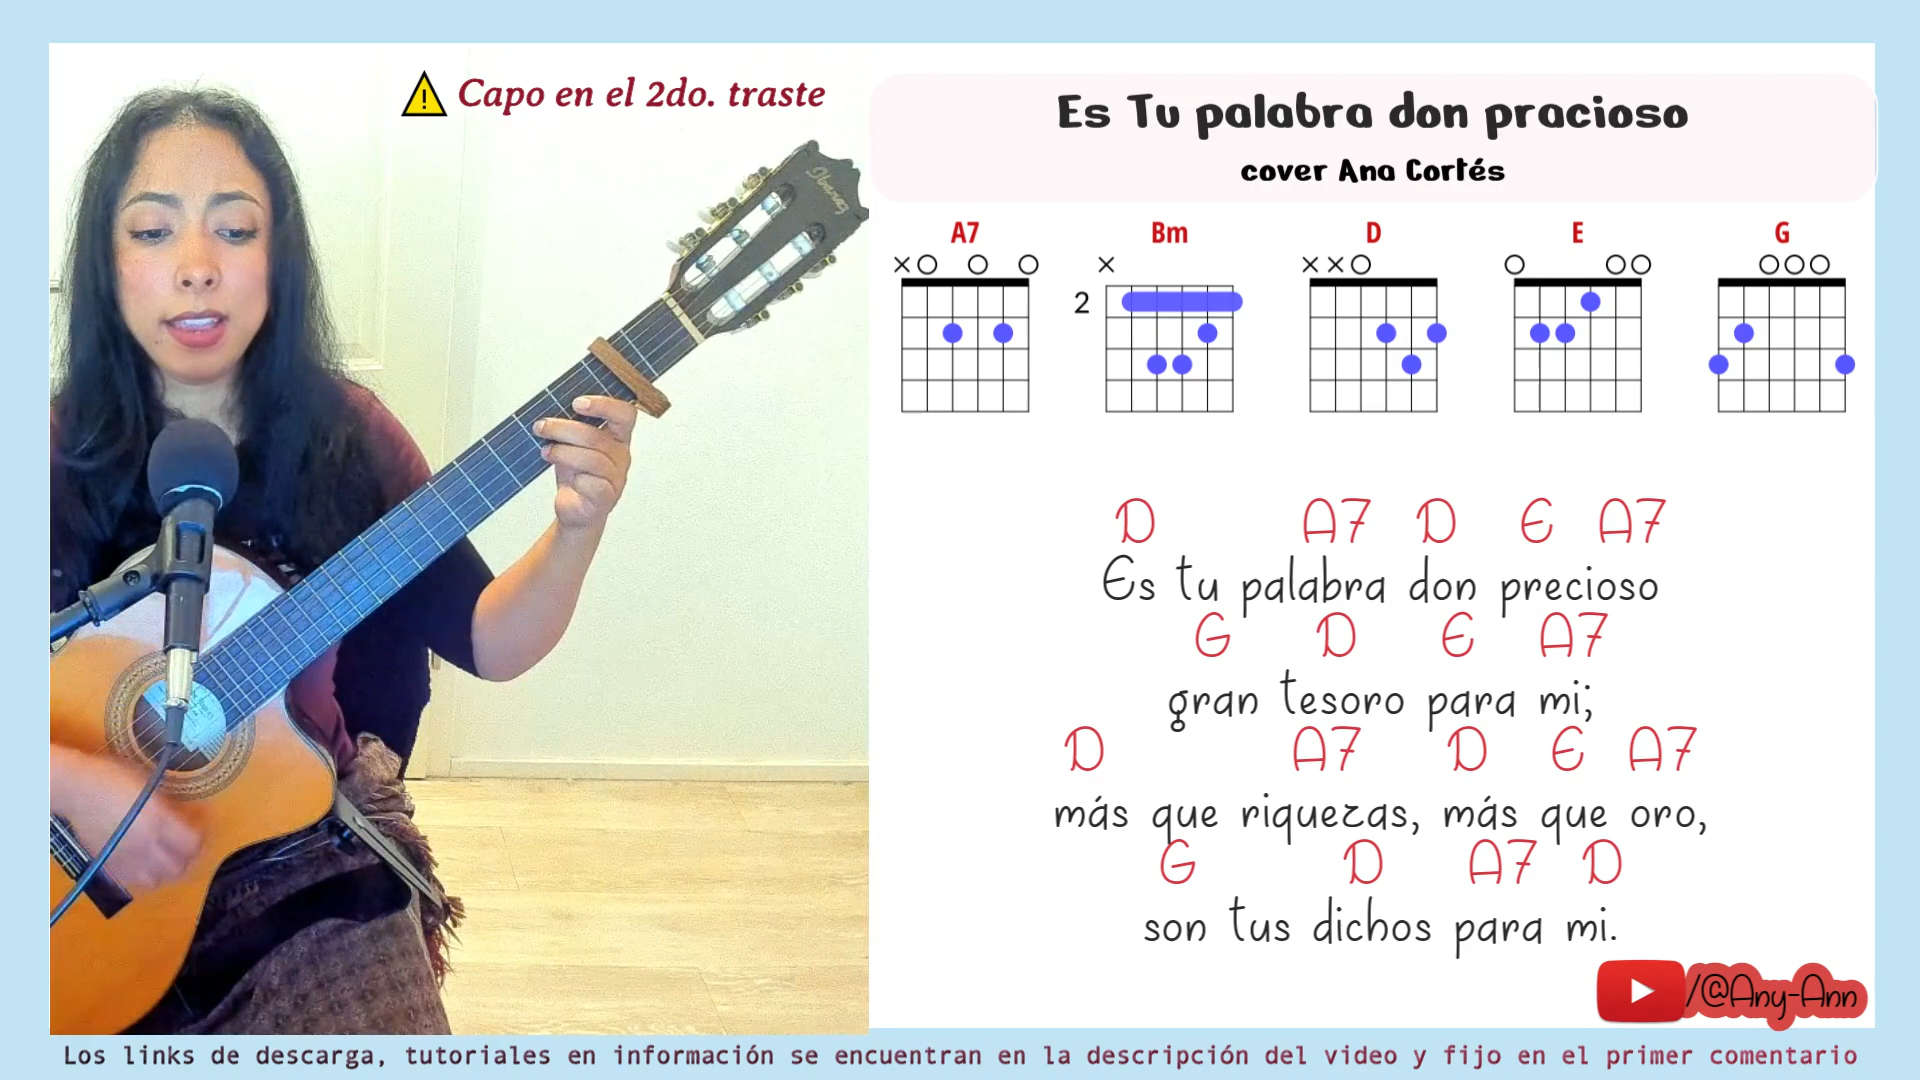 Capo en el 2do. traste
Ibanez
Es Tu palabra don pracioso
cover Ana Cortés
A7 Bm D E G
2
D A7 D E A7
Es tu palabra don precioso
G D E A7
gran tesoro para mi;
D A7 D E A7
más que riquezas, más que oro,
G D A7 D
son tus dichos para mi.
/@Any-Ann
Los links de descarga, tutoriales en información se encuentran en la descripción del video y fijo en el primer comentario